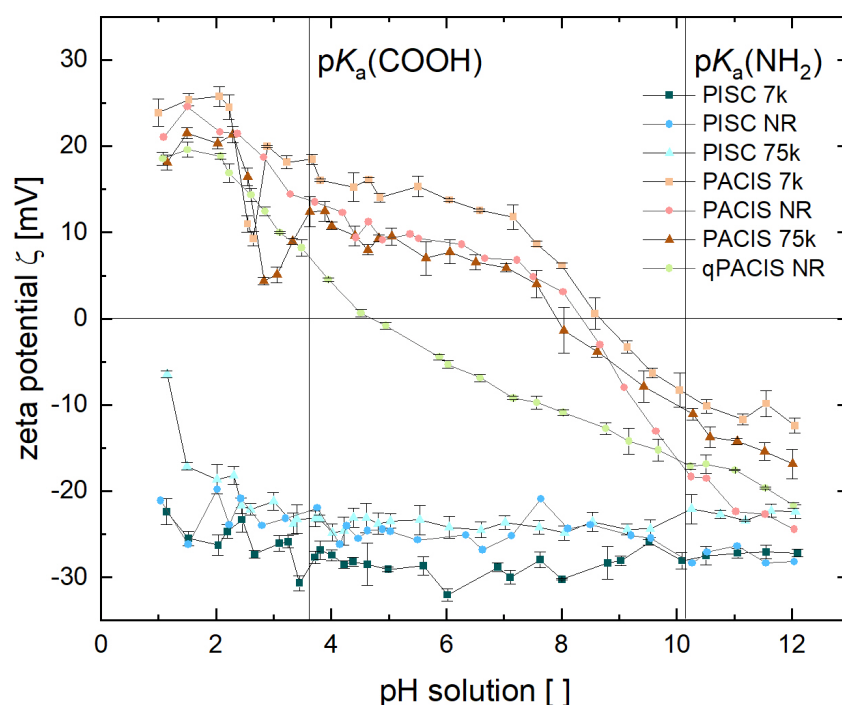 pKa(COOH)
pKa(NH2)
PISC 7k
PISC NR
PISC 75k
PACIS 7k
PACIS NR
PACIS 75k
qPACIS NR
30
20
10
0
-10
-20
-30
zeta potential ζ [mV]
0 2 4 6 8 10 12
pH solution [ ]